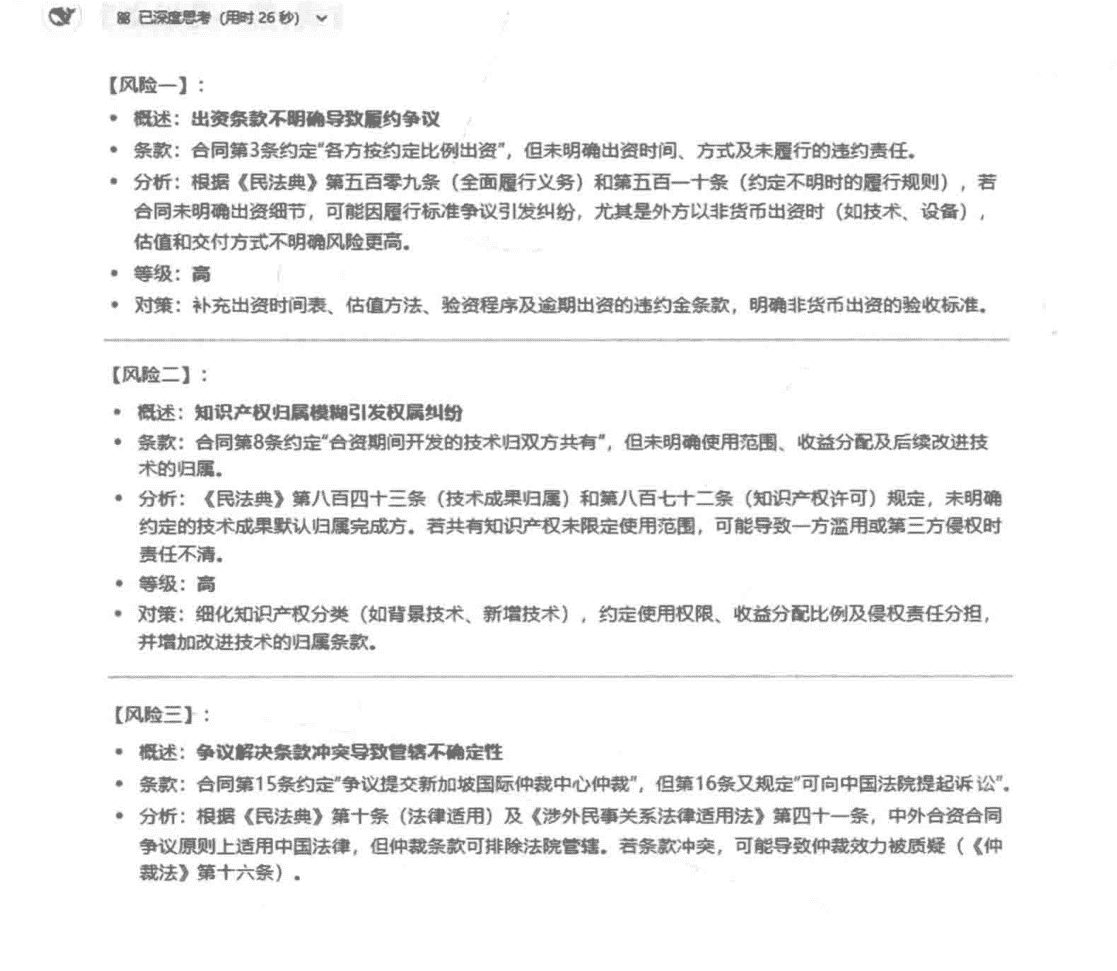 已深度思考（用时 26 秒）
【风险一】：
• 概述：出资条款不明确导致履约争议
• 条款：合同第3条约定“各方按约定比例出资”，但未明确出资时间、方式及未履行的违约责任。
• 分析：根据《民法典》第五百零九条（全面履行义务）和第五百一十条（约定不明时的履行规则），若
合同未明确出资细节，可能因履行标准争议引发纠纷，尤其是外方以非货币出资时（如技术、设备），
估值和交付方式不明确风险更高。
• 等级：高
• 对策：补充出资时间表、估值方法、验资程序及逾期出资的违约金条款，明确非货币出资的验收标准。
【风险二】：
• 概述：知识产权归属模糊引发权属纠纷
• 条款：合同第8条约定“合资期间开发的技术归双方共有”，但未明确使用范围、收益分配及后续改进技
术的归属。
• 分析：《民法典》第八百四十三条（技术成果归属）和第八百七十二条（知识产权许可）规定，未明确
约定的技术成果默认归属完成方。若共有知识产权未限定使用范围，可能导致一方滥用或第三方侵权时
责任不清。
• 等级：高
• 对策：细化知识产权分类（如背景技术、新增技术），约定使用权限、收益分配比例及侵权责任分担，
并增加改进技术的归属条款。
【风险三】：
• 概述：争议解决条款冲突导致管辖不确定性
• 条款：合同第15条约定“争议提交新加坡国际仲裁中心仲裁”，但第16条又规定“可向中国法院提起诉讼”。
• 分析：根据《民法典》第十条（法律适用）及《涉外民事关系法律适用法》第四十一条，中外合资合同
争议原则上适用中国法律，但仲裁条款可排除法院管辖。若条款冲突，可能导致仲裁效力被质疑（《仲
裁法》第十六条）。